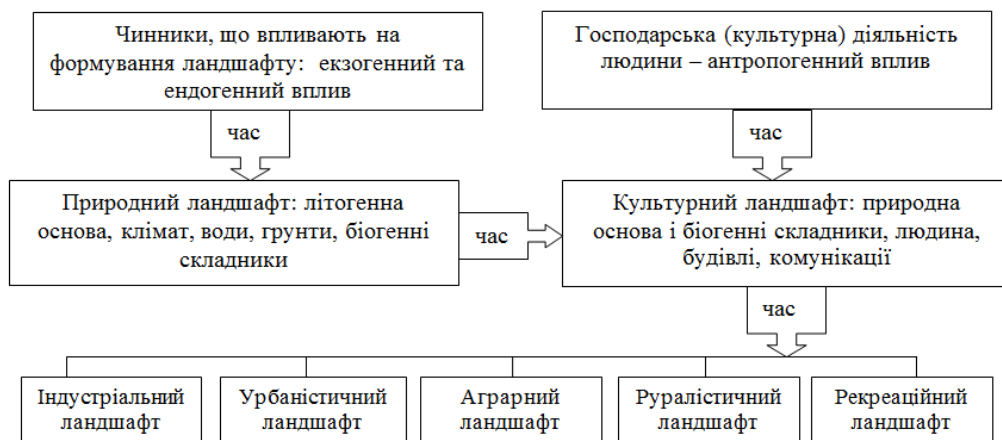 Чинники, що впливають на
формування ландшафту: екзогенний та
ендогенний вплив
Господарська (культурна) діяльність
людини – антропогенний вплив
час
час
Природний ландшафт: літогенна
основа, клімат, води, грунти, біогенні
складники
час
Культурний ландшафт: природна
основа і біогенні складники, людина,
будівлі, комунікації
час
Індустріальний
ландшафт
Урбаністичний
ландшафт
Аграрний
ландшафт
Руралістичний
ландшафт
Рекреаційний
ландшафт